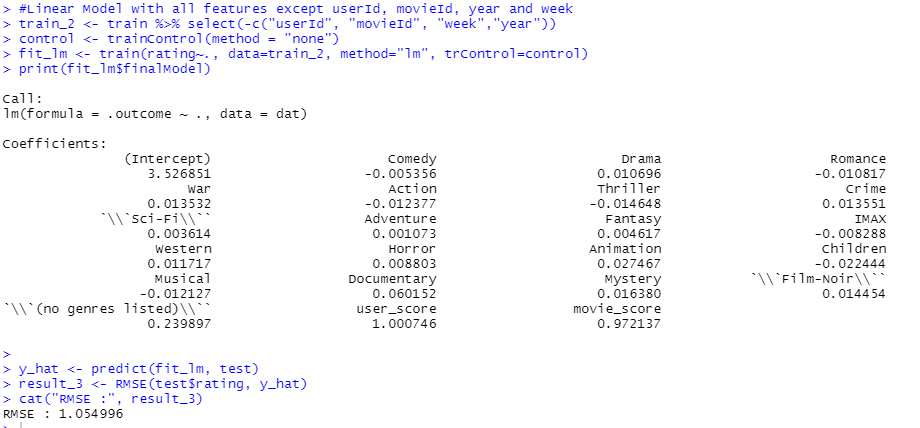 > #Linear Model with all features except userId, movieId, year and week
> train_2 <- train %>% select(-c("userId", "movieId", "week","year"))
> control <- trainControl(method = "none")
> fit_lm <- train(rating~., data=train_2, method="lm", trControl=control)
> print(fit_lm$finalModel)
Call:
lm(formula = .outcome ~ ., data = dat)
Coefficients:
(Intercept) Comedy Drama Romance
3.526851 -0.005356 0.010696 -0.010817
War Action Thriller Crime
0.013532 -0.012377 -0.014648 0.013551
`\\`Sci-Fi\\`` Adventure Fantasy IMAX
0.003614 0.001073 0.004617 -0.008288
Western Horror Animation Children
0.011717 0.008803 0.027467 -0.022444
Musical Documentary Mystery `\\`Film-Noir\\``
-0.012127 0.060152 0.016380 0.014454
`\\`(no genres listed)\\`` user_score movie_score
0.239897 1.000746 0.972137
>
> y_hat <- predict(fit_lm, test)
> result_3 <- RMSE(test$rating, y_hat)
> cat("RMSE :", result_3)
RMSE : 1.054996
>